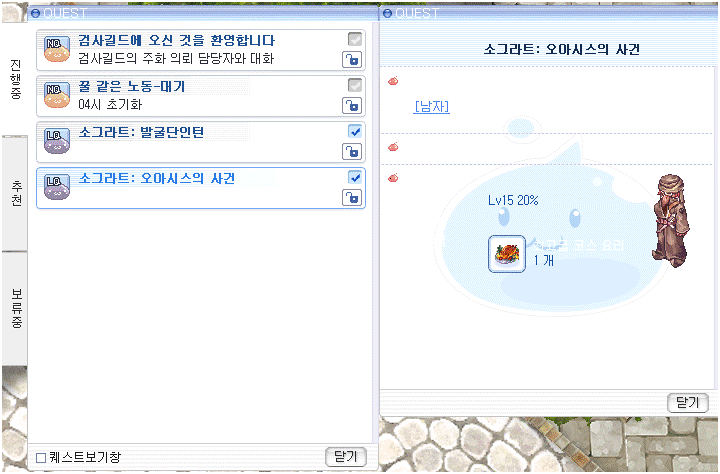 QUEST
진행중
추천
보류중
NO.
검사길드에 오신 것을 환영합니다
검사길드의 주화 의뢰 담당자와 대화
NO.
꿀 같은 노동-대기
04시 초기화
LO.
소그라트: 발굴단인턴
LO.
소그라트: 오아시스의 사건
퀘스트보기창
닫기
QUEST
소그라트: 오아시스의 사건
[남자]
Lv15 20%
코스 요리
1 개
닫기